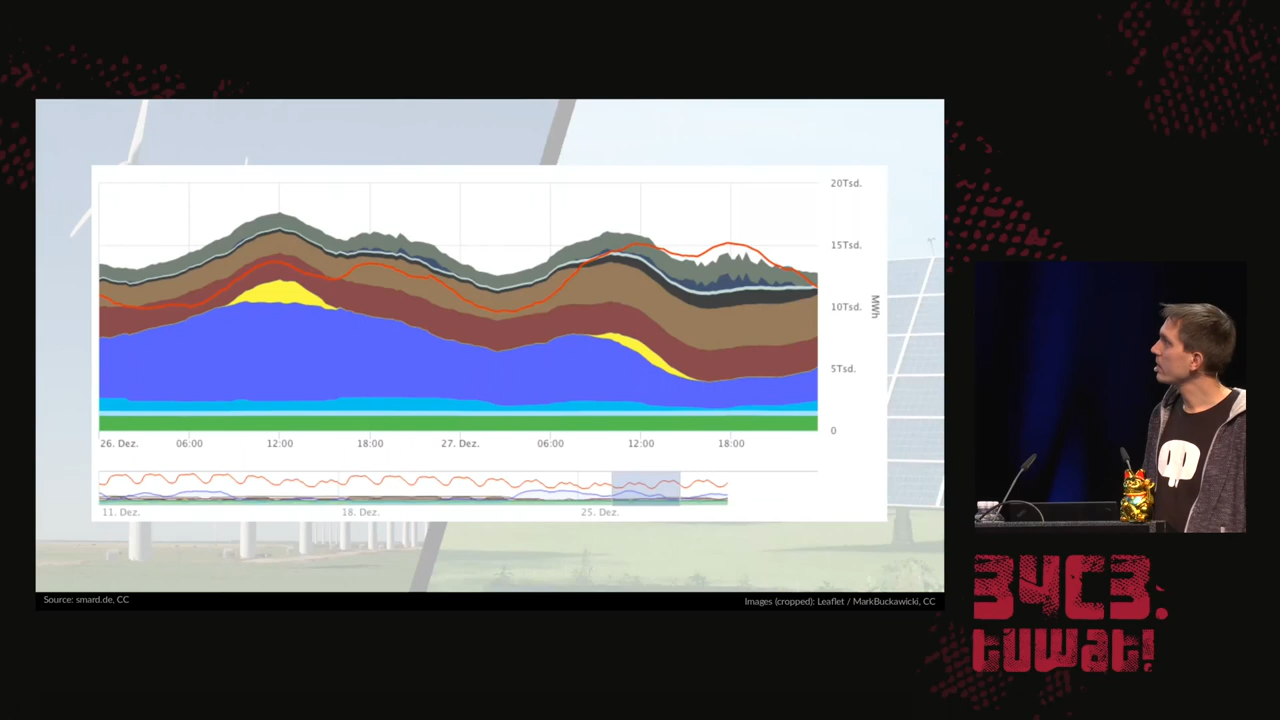 20Tsd.
15Tsd.
10Tsd.
5Tsd.
0
MWh
26. Dez. 06:00 12:00 18:00 27. Dez. 06:00 12:00 18:00
11. Dez. 18. Dez. 25. Dez.
Source: smard.de, CC
Images (cropped): Leaflet / MarkBuckawicki, CC
34C3.
tuwat!